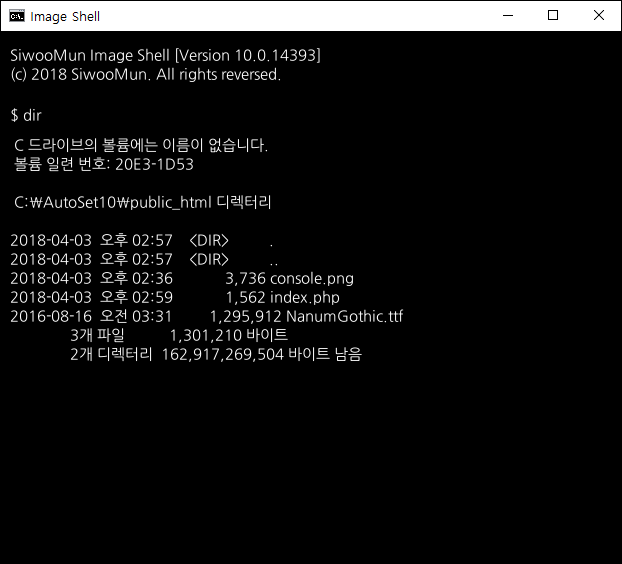 Image Shell
SiwooMun Image Shell [Version 10.0.14393]
(c) 2018 SiwooMun. All rights reversed.
$ dir
C 드라이브의 볼륨에는 이름이 없습니다.
볼륨 일련 번호: 20E3-1D53
C:₩AutoSet10₩public_html 디렉터리
2018-04-03 오후 02:57 <DIR> .
2018-04-03 오후 02:57 <DIR> ..
2018-04-03 오후 02:36 3,736 console.png
2018-04-03 오후 02:59 1,562 index.php
2016-08-16 오전 03:31 1,295,912 NanumGothic.ttf
3개 파일 1,301,210 바이트
2개 디렉터리 162,917,269,504 바이트 남음